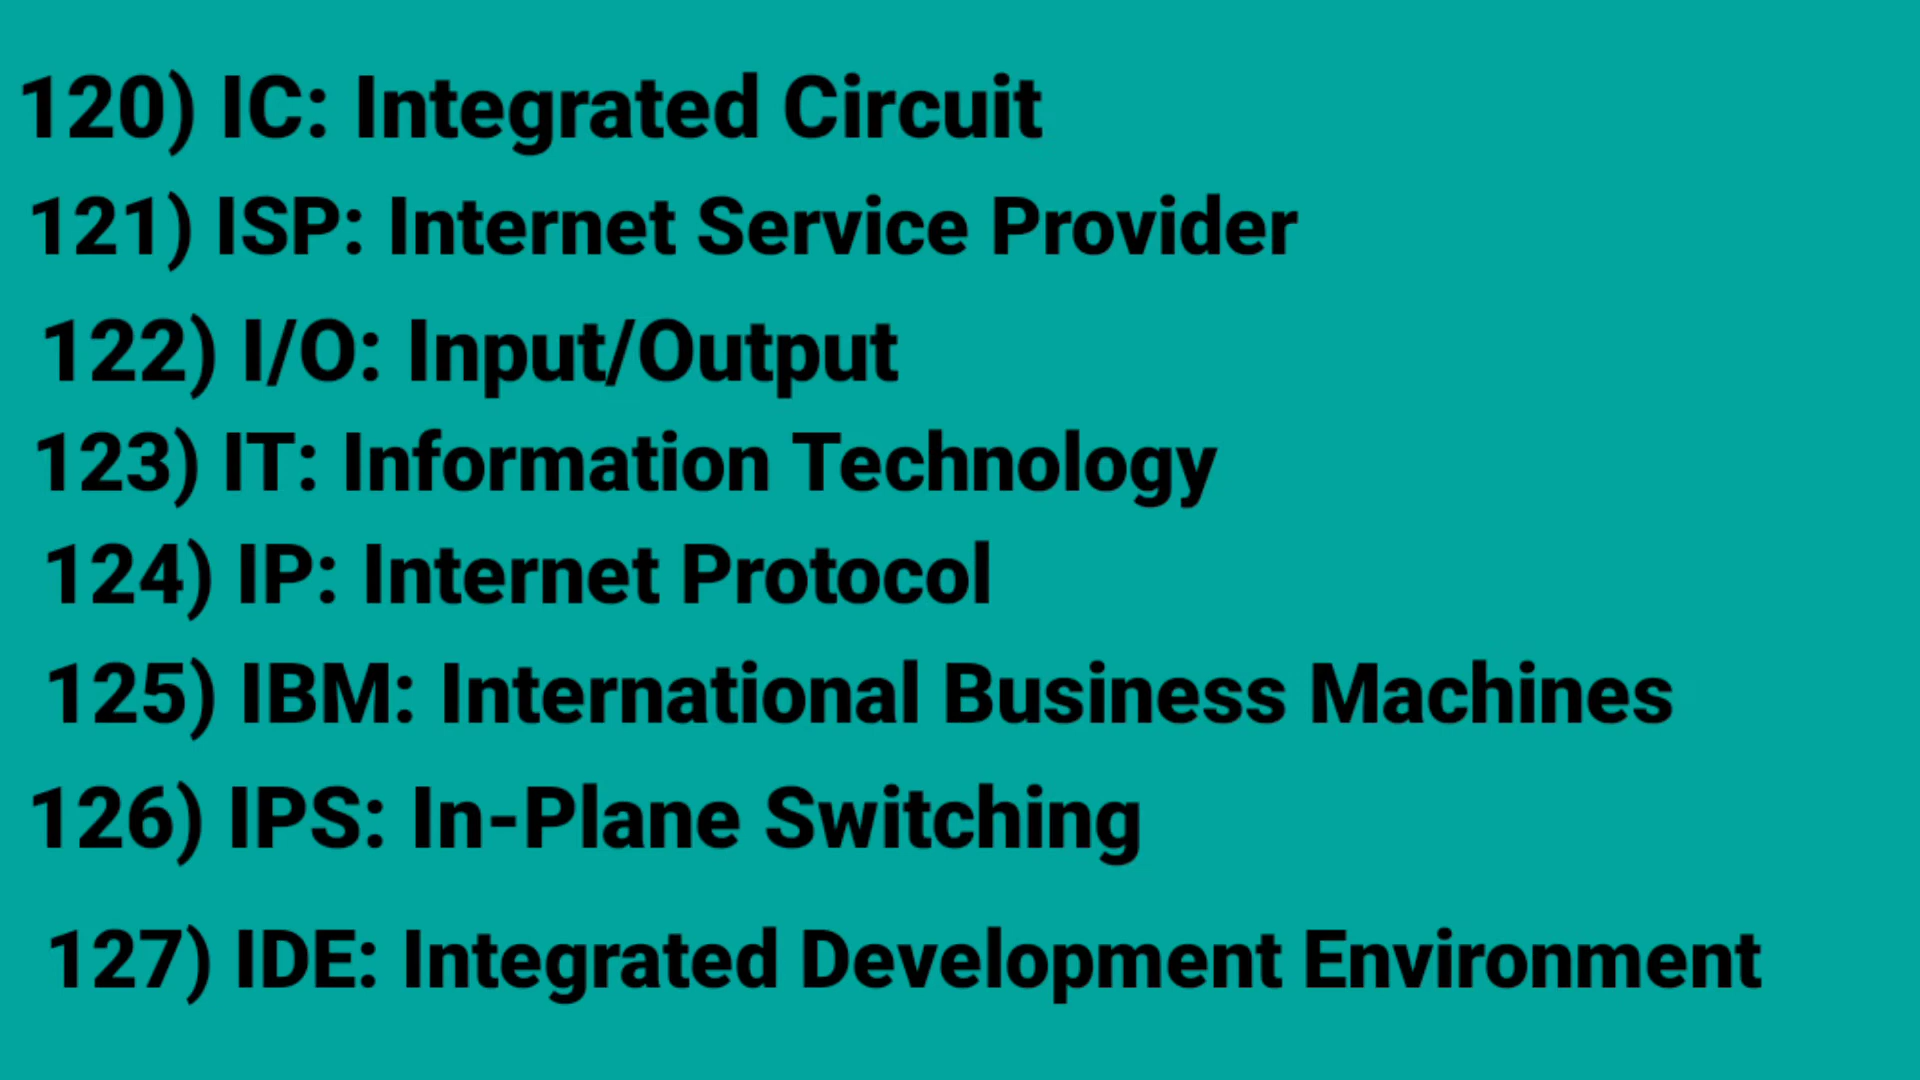 120) IC: Integrated Circuit
121) ISP: Internet Service Provider
122) I/O: Input/Output
123) IT: Information Technology
124) IP: Internet Protocol
125) IBM: International Business Machines
126) IPS: In-Plane Switching
127) IDE: Integrated Development Environment